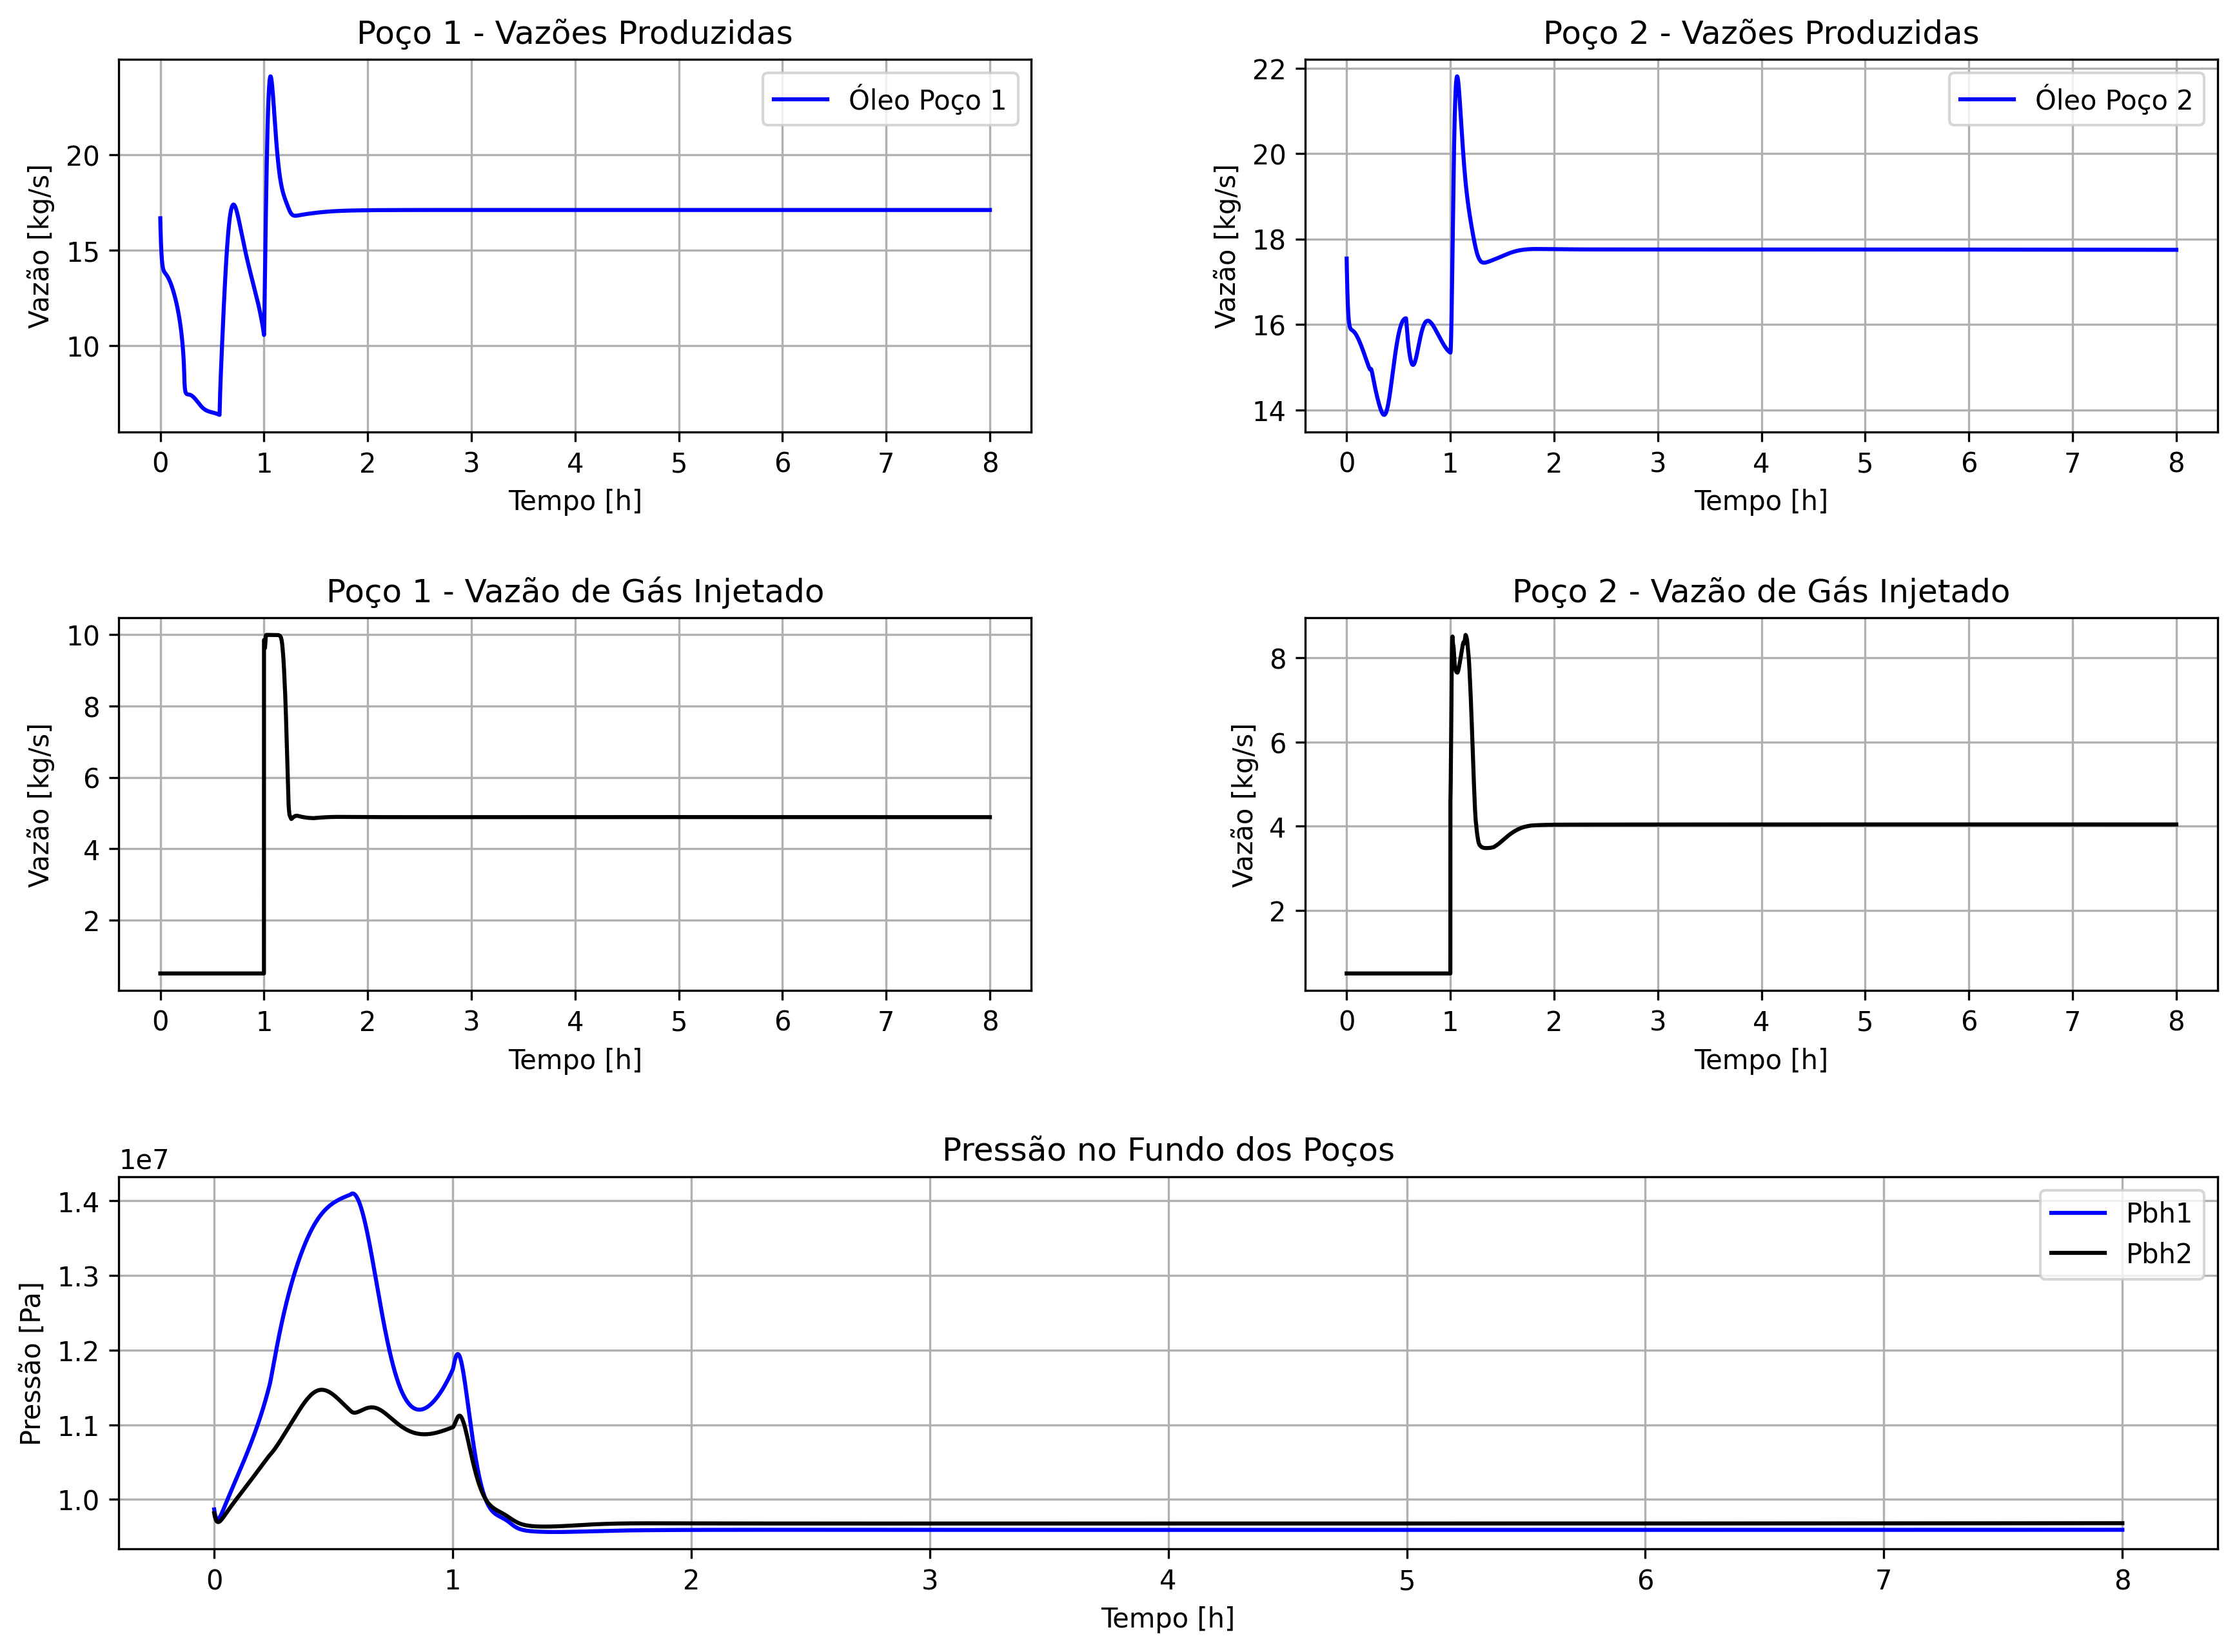 Poço 1 - Vazões Produzidas
Óleo Poço 1
Vazão [kg/s]
20
15
10
0 1 2 3 4 5 6 7 8
Tempo [h]
Poço 2 - Vazões Produzidas
Óleo Poço 2
Vazão [kg/s]
22
20
18
16
14
0 1 2 3 4 5 6 7 8
Tempo [h]
Poço 1 - Vazão de Gás Injetado
Vazão [kg/s]
10
8
6
4
2
0 1 2 3 4 5 6 7 8
Tempo [h]
Poço 2 - Vazão de Gás Injetado
Vazão [kg/s]
8
6
4
2
0 1 2 3 4 5 6 7 8
Tempo [h]
Pressão no Fundo dos Poços
1e7
Pbh1
Pbh2
Pressão [Pa]
1.4
1.3
1.2
1.1
1.0
0 1 2 3 4 5 6 7 8
Tempo [h]